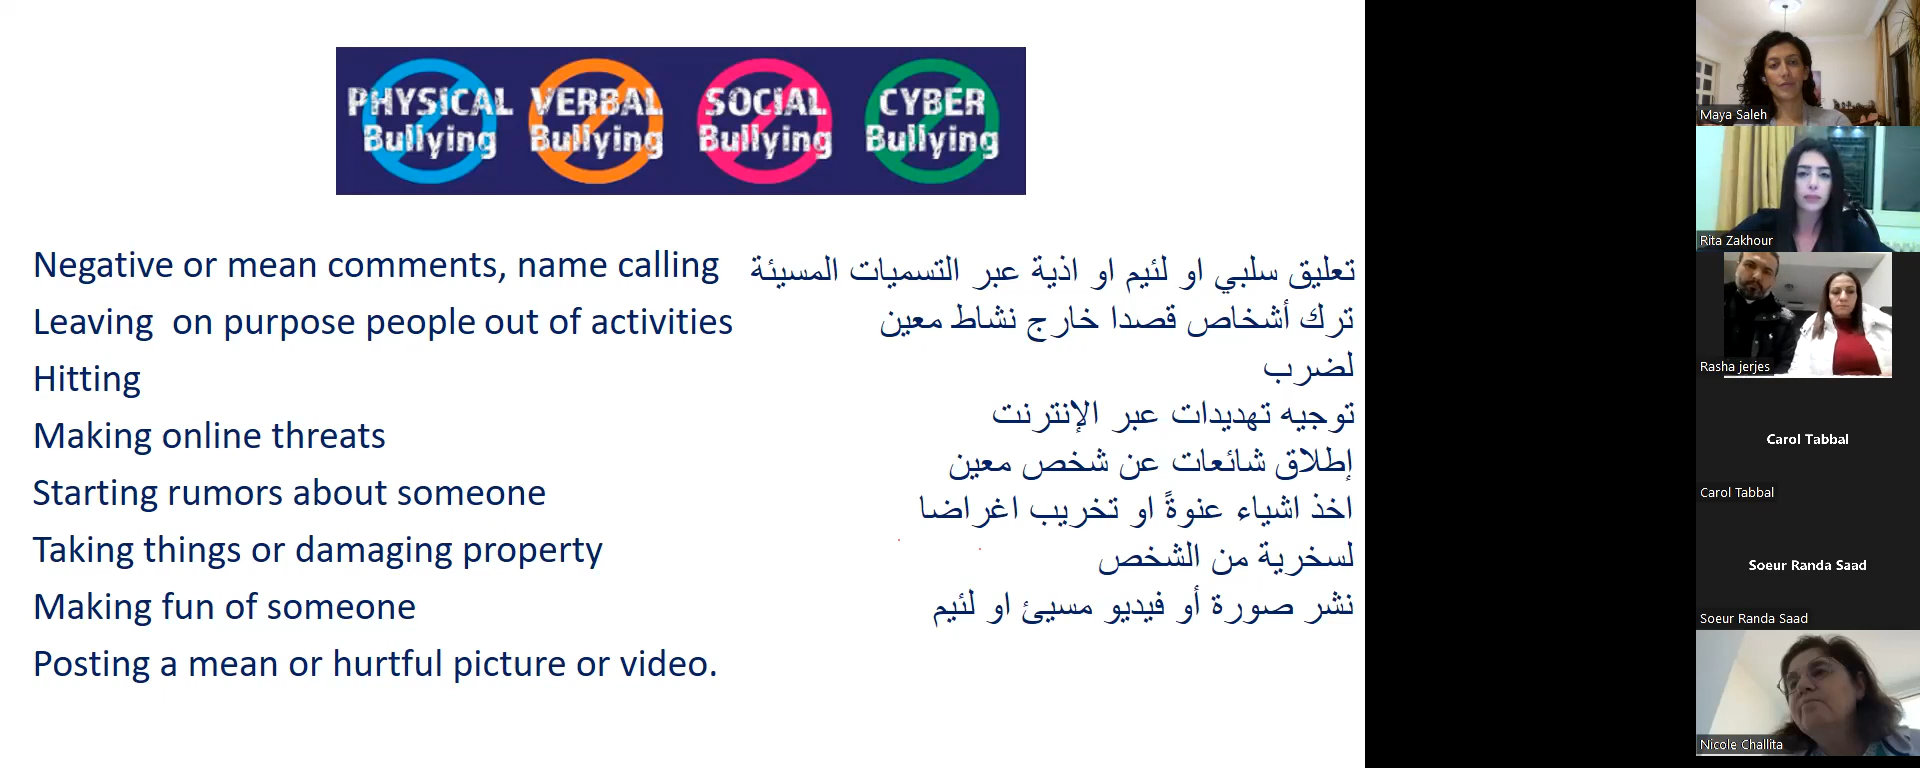 PHYSICAL Bullying
VERBAL Bullying
SOCIAL Bullying
CYBER Bullying
Negative or mean comments, name calling
Leaving on purpose people out of activities
Hitting
Making online threats
Starting rumors about someone
Taking things or damaging property
Making fun of someone
Posting a mean or hurtful picture or video.
تعليق سلبي او لئيم او اذية عبر التسميات المسيئة
ترك أشخاص قصدا خارج نشاط معين
لضرب
توجيه تهديدات عبر الإنترنت
إطلاق شائعات عن شخص معين
اخذ اشياء عنوةً او تخريب اغراضا
لسخرية من الشخص
نشر صورة أو فيديو مسيئ او لئيم
Maya Saleh
Rita Zakhour
Rasha jerjes
Carol Tabbal
Carol Tabbal
Soeur Randa Saad
Soeur Randa Saad
Nicole Challita